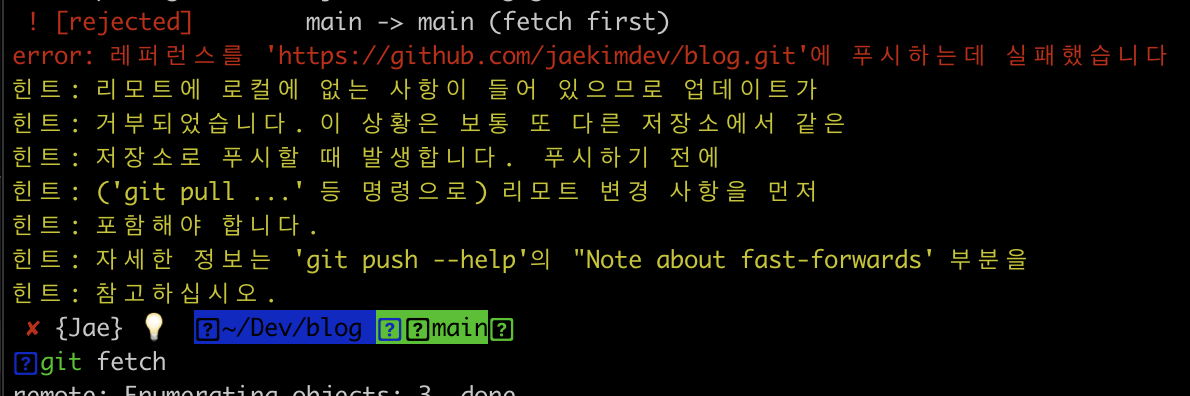 ! [rejected] main -> main (fetch first)
error: 레퍼런스를 'https://github.com/jaekimdev/blog.git'에 푸시하는데 실패했습니다
힌트: 리모트에 로컬에 없는 사항이 들어 있으므로 업데이트가
힌트: 거부되었습니다. 이 상황은 보통 또 다른 저장소에서 같은
힌트: 저장소로 푸시할 때 발생합니다. 푸시하기 전에
힌트: ('git pull ...' 등 명령으로) 리모트 변경 사항을 먼저
힌트: 포함해야 합니다.
힌트: 자세한 정보는 'git push --help'의 "Note about fast-forwards' 부분을
힌트: 참고하십시오.
✘ {Jae} 💡 ~/Dev/blog main
git fetch
remote: Enumerating objects: 3, done.